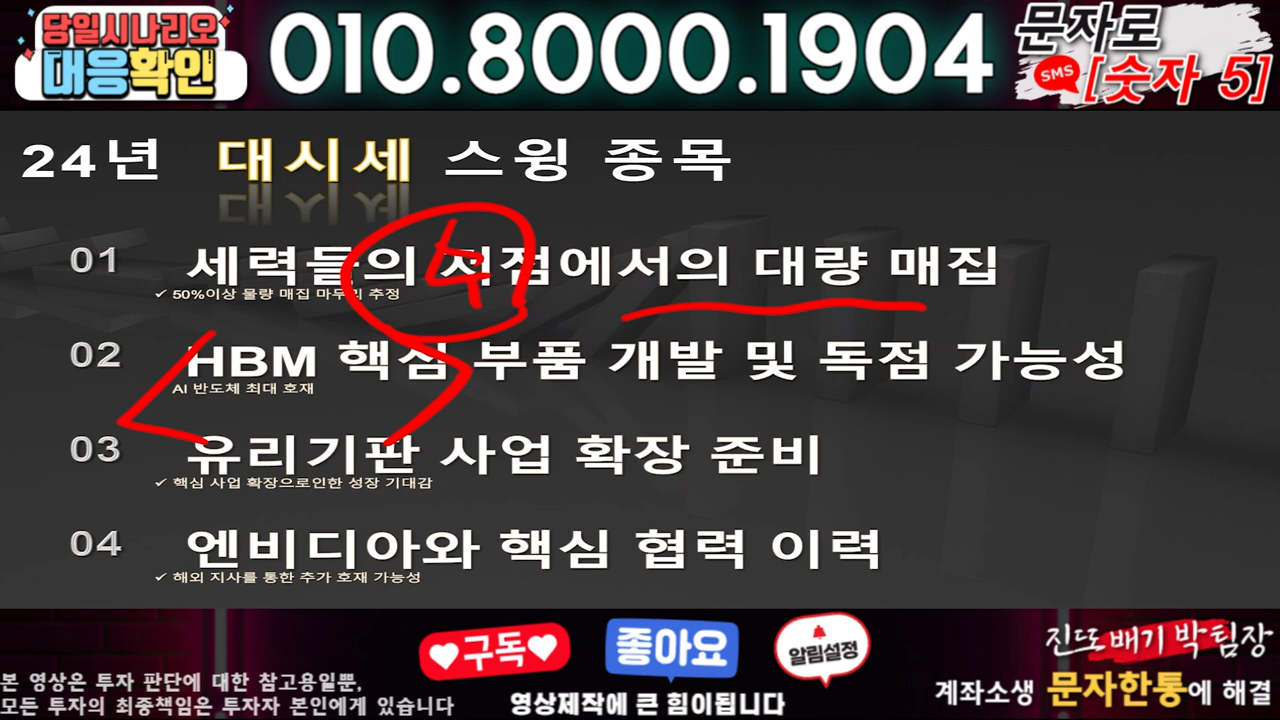 당일시나리오
대응확인
010.8000.1904
문자로
SMS
[숫자 5]
24년 대시세 스윙 종목
01 세력들의 저점에서의 대량 매집
✓ 50%이상 물량 매집 마무리 추정
02 HBM 핵심 부품 개발 및 독점 가능성
AI 반도체 최대 호재
03 유리기판 사업 확장 준비
✓ 핵심 사업 확장으로인한 성장 기대감
04 엔비디아와 핵심 협력 이력
✓ 해외 지사를 통한 추가 호재 가능성
구독
좋아요
알림설정
영상제작에 큰 힘이됩니다
본 영상은 투자 판단에 대한 참고용일뿐,
모든 투자의 최종책임은 투자자 본인에게 있습니다
진또배기 박팀장
계좌소생 문자한통에 해결